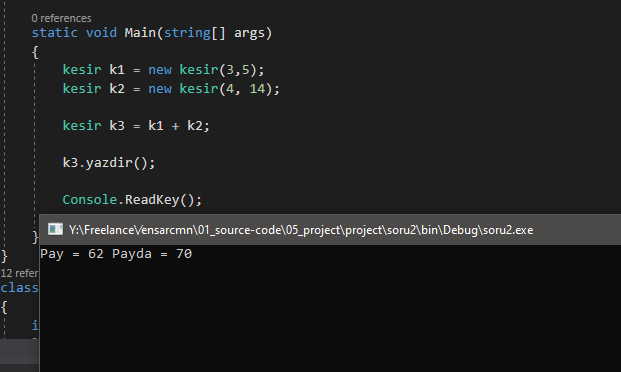 0 references
static void Main(string[] args)
{
kesir k1 = new kesir(3,5);
kesir k2 = new kesir(4, 14);
kesir k3 = k1 + k2;
k3.yazdir();
Console.ReadKey();
Y:\Freelance\ensarcmn\01_source-code\05_project\project\soru2\bin\Debug\soru2.exe
}
Pay = 62 Payda = 70
}
12 refer
class
{
i